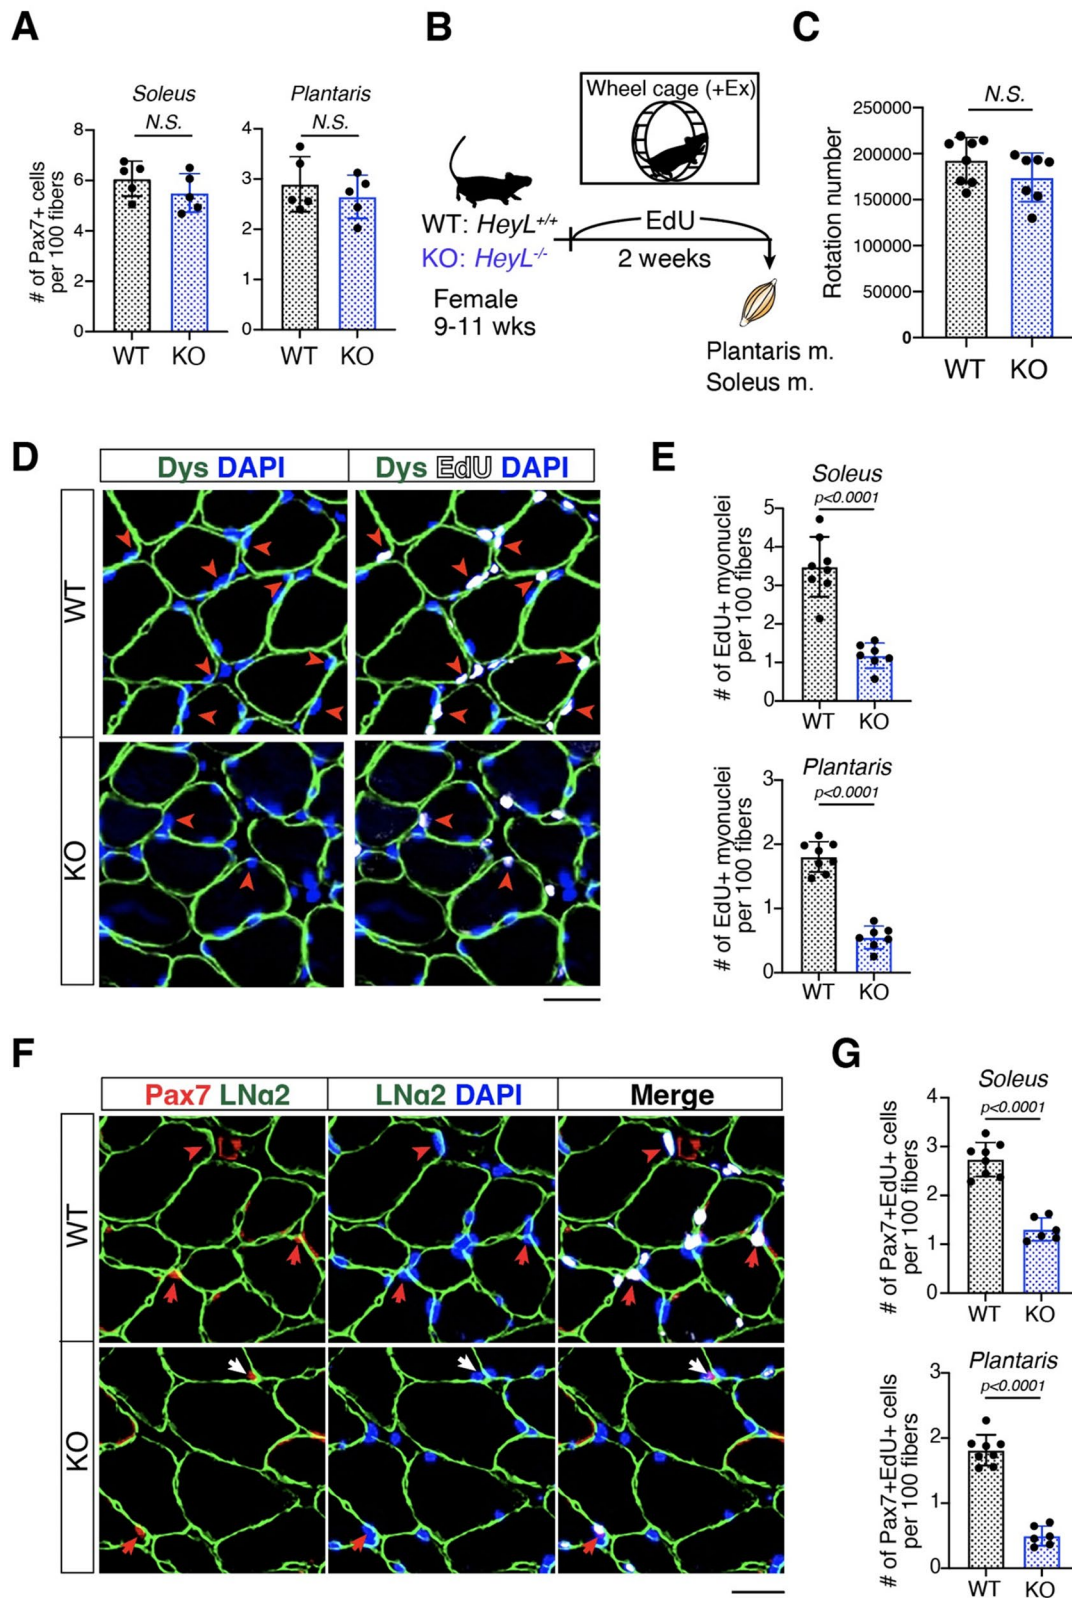 A
Soleus
N.S.
# of Pax7+ cells
per 100 fibers
8
6
4
2
0
WT KO
Plantaris
N.S.
4
3
2
1
0
WT KO
B
Wheel cage (+Ex)
WT: HeyL+/+
KO: HeyL-/-
EdU
2 weeks
Female
9-11 wks
Plantaris m.
Soleus m.
C
N.S.
Rotation number
250000
200000
150000
100000
50000
0
WT KO
D
Dys DAPI
Dys EdU DAPI
WT
KO
E
Soleus
p<0.0001
# of EdU+ myonuclei
per 100 fibers
5
4
3
2
1
0
WT KO
Plantaris
p<0.0001
# of EdU+ myonuclei
per 100 fibers
3
2
1
0
WT KO
F
Pax7 LNα2
LNα2 DAPI
Merge
WT
KO
G
Soleus
p<0.0001
# of Pax7+EdU+ cells
per 100 fibers
4
3
2
1
0
WT KO
Plantaris
p<0.0001
# of Pax7+EdU+ cells
per 100 fibers
3
2
1
0
WT KO